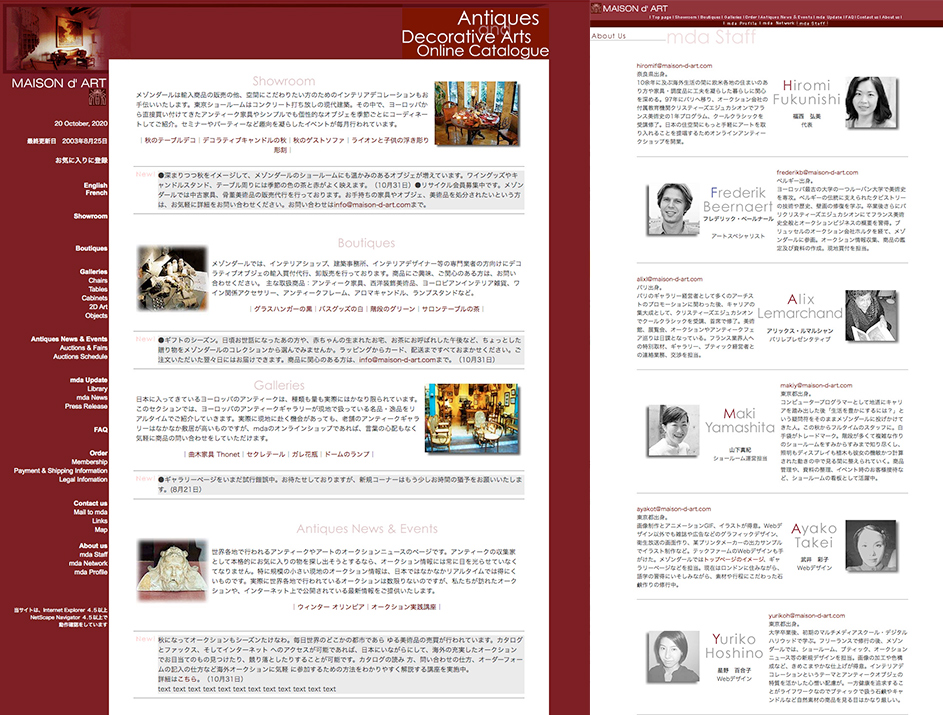 MAISON d' ART
Antiques
and
Decorative Arts
Online Catalogue
20 October, 2020
最終更新日 2003年8月25日
お気に入りに登録
English
French
Showroom
Boutiques
Galleries
Chairs
Tables
Cabinets
2D Art
Objects
Antiques News & Events
Auctions & Fairs
Auctions Schedule
mda Update
Library
mda News
Press Release
FAQ
Order
Membership
Payment & Shipping Information
Legal Infomation
Contact us
Mail to mda
Links
Map
About us
mda Staff
mda Network
mda Profile
当サイトは、Internet Explorer 4.5以上
NetScape Navigator 4.5以上で
動作確認をしています
Showroom
メゾンダールは輸入商品の販売の他、空間にこだわりたい方のためのインテリアデコレーションもお
手伝いいたします。東京ショールームはコンクリート打ち放しの現代建築。その中で、ヨーロッパか
ら直接買い付けてきたアンティーク家具やシンプルでも個性的なオブジェを季節ごとにコーディネー
トしてご紹介。セミナーやパーティーなど趣向を凝らしたイベントが毎月行われています。
| 秋のテーブルデコ | デコラティブキャンドルの秋 | 秋のゲストソファ | ライオンと子供の浮き彫り
彫刻 |
New!
●深まりつつ秋をイメージして、メゾンダールの ショールームにも温かみのあるオブジェが増えています。ワイングッズやキ
ャンドルスタンド、テーブル周りには季節の色の茶と赤がよく映えます。（10月31日）●リサイクル会員募集中です。メゾン
ダールでは中古家具、骨董美術品の販売代行を行っております。お手持ちの家具やオブジェ、美術品を処分されたいという方
は、お気軽に詳細をお問い合わせください。お問い合わせはinfo@maison-d-art.comまで。
Boutiques
メゾンダールでは、インテリアショップ、建築事務所、インテリアデザイナー等の専門業者の方向けにデコ
ラティブオブジェの輸入買付代行、卸販売を行っております。商品にご興味、ご関心のある方は、お問い
合わせください。 主な取扱商品：アンティーク家具、西洋装飾美術品、ヨーロピアンインテリア雑貨、ワ
イン関係アクセサリー、アンティークフレーム、アロマキャンドル、ランプスタンドなど。
| グラスハンガーの黒 | バスグッズの白 | 階段のグリーン | サロンテーブルの茶 |
New!
●ギフトのシーズン。日頃お世話になったあの方や、赤ちゃんの生まれたお宅、お茶にお呼ばれした午後など、ちょっとした
贈り物をメゾンダールのコレクションから選んでみませんか。ラッピングからカード、配送まですべておまかせください。ご
注文いただいた翌々日にはお届けできます。商品に関心のある方は、info@maison-d-art.comまで。（10月31日）
Galleries
日本に入ってきているヨーロッパのアンティークは、種類も量も実際にはかなり限られています。
このセクションでは、ヨーロッパのアンティークギャラリーが現地で扱っている名品・逸品をリ
アルタイムでご紹介していきます。実際に現地に赴く機会があっても、老舗のアンティークギャラ
リーはなかなか敷居が高いものですが、mdaのオンラインショップであれば、言葉の心配もなく
気軽に商品の問い合わせをしていただけます。
| 曲木家具 Thonet | セクレテール | ガレ花瓶 | ドームのランプ |
New!
●ギャラリーページをいまだ試行錯誤中。お待たせしておりますが、新規コーナーはもう少しお時間の猶予をお願いいたしま
す。(8月21日）
Antiques News & Events
世界各地で行われるアンティークやアートのオークションニュースのページです。アンティークの収集家
として本格的にお気に入りの物を探し出そうとするなら、オークション情報には常に目を光らせていなく
てなりません。特に規模の小さい現地のオークション情報は、日本ではなかなかリアルタイムでは得にく
いものです。実際に世界各地で行われているオークションは数限りないのですが、私たちが訪れたオーク
ションや、インターネット上で公開されている最新情報をご提供いたします。
| ウィンター オリンピア | オークション実践講座 |
New!
秋になってオークションもシーズンたけなわ。毎日世界のどこかの都市であら ゆる美術品の売買が行われています。カタログ
とファックス、そしてインターネット へのアクセスが可能であれば、日本にいながらにして、海外の充実したオークション
でお目当てのもの見つけたり、競り落としたりすることが可能です。カタログの読み 方、問い合わせの仕方、オーダーフォー
ムの記入の仕方など海外オークションに気軽 に参加するための方法をわかりやすく解説する講座を実施中。
詳細はこちら。（10月31日）
text text text text text text text text text text text text
MAISON d' ART
| Top page | Showroom | Boutiques | Galleries | Order | Antiques News & Events | mda Update | FAQ | Contact us | About us |
| mda Profile | mda Network | mda Staff |
About Us
mda Staff
hiromif@maison-d-art.com
奈良県出身。
10年余に及ぶ海外生活の間に欧米各地の住まいのあ
り方や家具・調度品に工夫を凝らした暮らしに関心
を深める。97年にパリへ移り、オークション会社の
付属教育機関クリスティーズエデュカシオンでフラ
ンス美術史の1年プログラム、クールクラシックを
受講修了。日本の住空間にもっと手軽にアートを取
り入れることを提唱するためオンラインアンティー
クショップをする。
Hiromi
Fukunishi
福西 弘美
代表
Frederik
Beernaert
フレデリック・ベールナール
アートスペシャリスト
frederikb@maison-d-art.com
ベルギー出身。
ヨーロッパ最古の大学の一つルーバン大学で美術史
を専攻。ベルギーの伝統に支えられたタピストリー
の技術や歴史、壁画の修復を学ぶ。卒業後さらにパ
リクリスティーズエデュカシオンにてフランス美術
史全般とオークションビジネスの概要を習得。ブ
リュッセルのオークション会社ホルタを経て、メゾ
ンダールに参画。オークション情報収集、商品の鑑
定及び資料の作成。現地買付を担当。
alixl@maison-d-art.com
パリ出身。
パリのギャラリー経営者として多くのアーチス
トのプロモーションに関わった後、キャリアの
集大成として、クリスティーズエデュカシオン
でクールクラシックを受講、首席で修了。美術
館、展覧会、オークションやアンティークフェ
ア巡りは日課となっている。フランス業界人へ
の特別取材、ギャラリー、ブティック経営者と
の連絡業務、交渉を担当。
Alix
Lemarchand
アリックス・ルマルシャン
パリレプレゼンティブ
Maki
Yamashita
山下真紀
ショールーム運営担当
makiy@maison-d-art.com
東京都出身。
コンピュータープログラマーとして地道にキャリ
アを踏み出した後「生活を豊かにするには？」と
いう疑問符をそのままメゾンダールに投げかけて
きた人。この秋からフルタイムのスタッフに。白
手袋がトレードマーク。階段が多くて複雑な作り
のショールームをすみからすみまで知り尽くし、
照明もディスプレイも植木も彼女の機敏かつ計算
された動きの中で見る間に整えられていく。商品
管理や、資料の整理、イベント時のお客様接待な
ど、ショールームの看板として活躍中。
ayakot@maison-d-art.com
東京都出身。
画像制作とアニメーションGIF、イラストが得意。Webデ
ザイン以外でも雑誌や広告などのグラフィックデザイン、
衛生放送の画面作り、某プリンタメーカーの出力サンプル
でイラスト制作など。テックファームのWebデザインも手
がけた。メゾンダールではトップページのイメージ、ギャ
ラリーページなどを担当。現在はロンドンに住みながら、
語学の習得にいそしみながら、素材や行程にこだわった石
鹸作りの修行中。
Ayako
Takei
武井 彩子
Webデザイン
Yuriko
Hoshino
星野 百合子
Webデザイン
yurikoh@maison-d-art.com
東京都出身。
大学卒業後、初期のマルチメディアスクール・デジタル
ハリウッドで学ぶ。フリーランスで修行の後、メゾン
ダールでは、ショールーム、ブティック、オークション
ニュース等の新規デザインを担当。画像の加工や色構
成など、きめこまやかな仕上げが得意。インテリアデ
コレーションというテーマとアンティークオブジェの
特質を活かした心憎い配慮が。一方健康を追求するこ
とがライフワークなのでブティックで扱う石鹸やキャ
ンドルなど自然素材の商品を見る目はかなり厳しい。